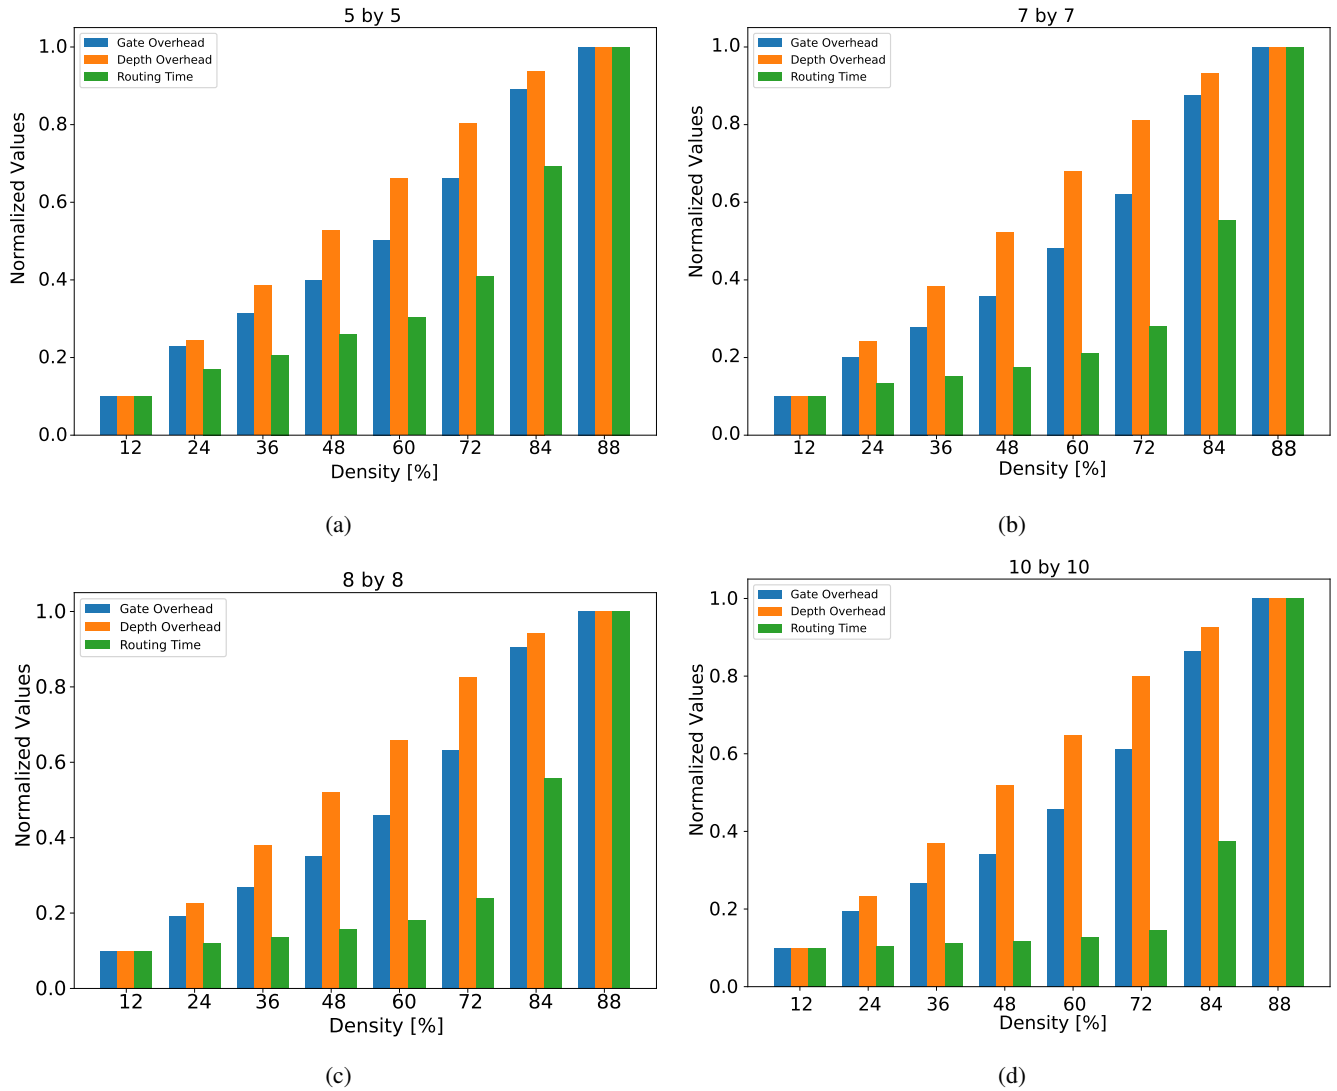 5 by 5
Gate Overhead
Depth Overhead
Routing Time
Normalized Values
1.0
0.8
0.6
0.4
0.2
0.0
12 24 36 48 60 72 84 88
Density [%]
(a)
7 by 7
Gate Overhead
Depth Overhead
Routing Time
Normalized Values
1.0
0.8
0.6
0.4
0.2
0.0
12 24 36 48 60 72 84 88
Density [%]
(b)
8 by 8
Gate Overhead
Depth Overhead
Routing Time
Normalized Values
1.0
0.8
0.6
0.4
0.2
0.0
12 24 36 48 60 72 84 88
Density [%]
(c)
10 by 10
Gate Overhead
Depth Overhead
Routing Time
Normalized Values
1.0
0.8
0.6
0.4
0.2
0.0
12 24 36 48 60 72 84 88
Density [%]
(d)